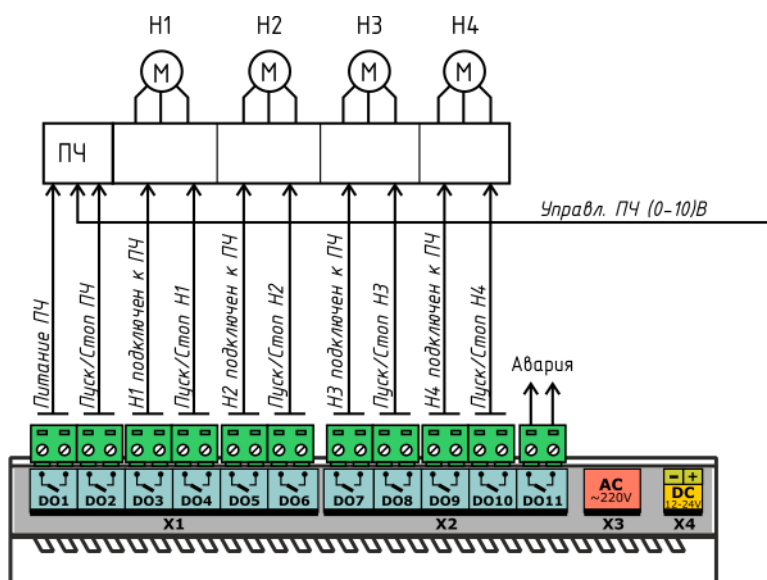 Н1 Н2 Н3 Н4
М М М М
ПЧ
Управл. ПЧ (0-10)В
Питание ПЧ
Пуск/Стоп ПЧ
Н1 подключен к ПЧ
Пуск/Стоп Н1
Н2 подключен к ПЧ
Пуск/Стоп Н2
Н3 подключен к ПЧ
Пуск/Стоп Н3
Н4 подключен к ПЧ
Пуск/Стоп Н4
Авария
DO1 DO2 DO3 DO4 DO5 DO6 DO7 DO8 DO9 DO10 DO11
AC
~220V
− +
DC
12-24V
X1 X2 X3 X4